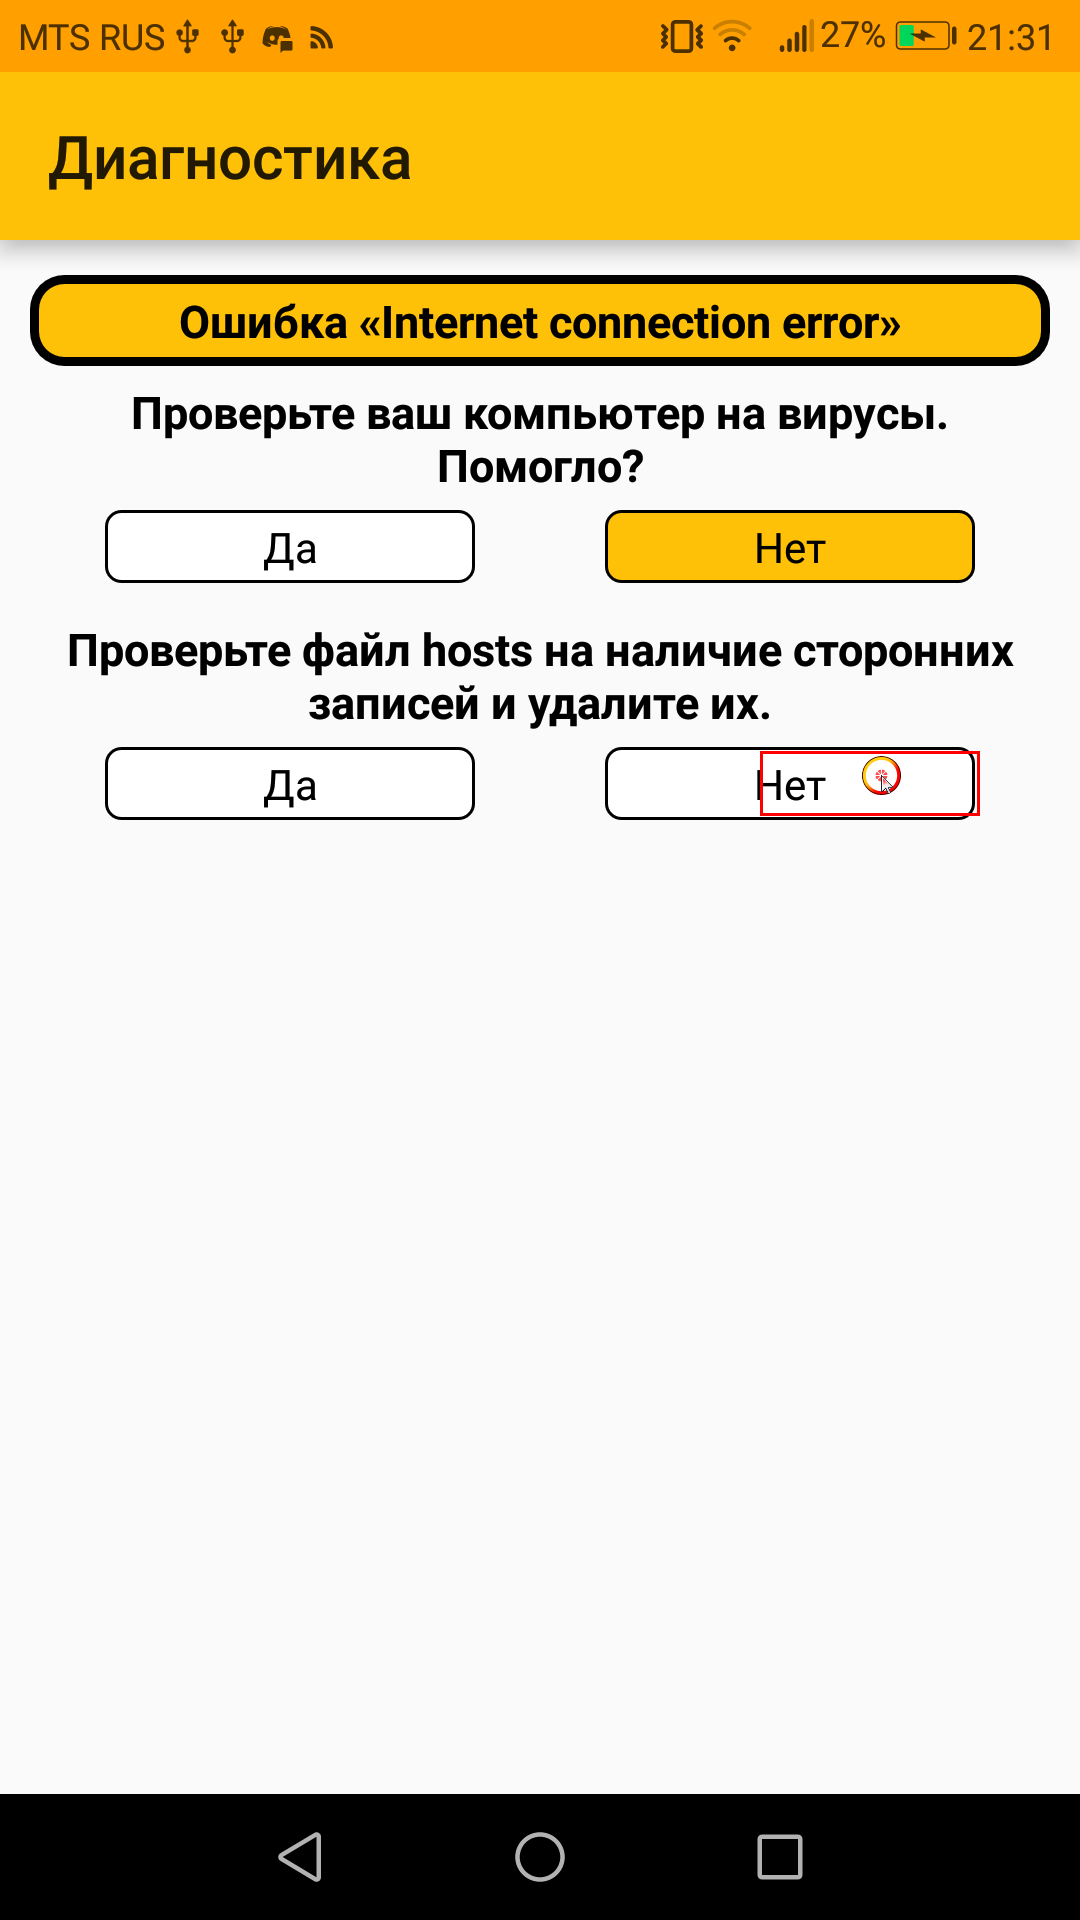 MTS RUS 27% 21:31
Диагностика
Ошибка «Internet connection error»
Проверьте ваш компьютер на вирусы.
Помогло?
Да Нет
Проверьте файл hosts на наличие сторонних
записей и удалите их.
Да Нет